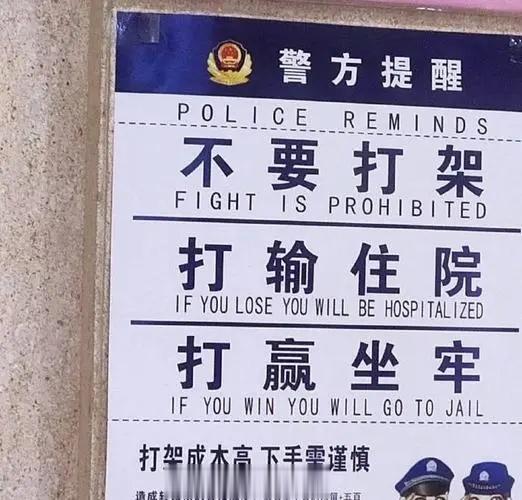 警方提醒
POLICE REMINDS
不要打架
FIGHT IS PROHIBITED
打输住院
IF YOU LOSE YOU WILL BE HOSPITALIZED
打赢坐牢
IF YOU WIN YOU WILL GO TO JAIL
打架成本高 下手需谨慎